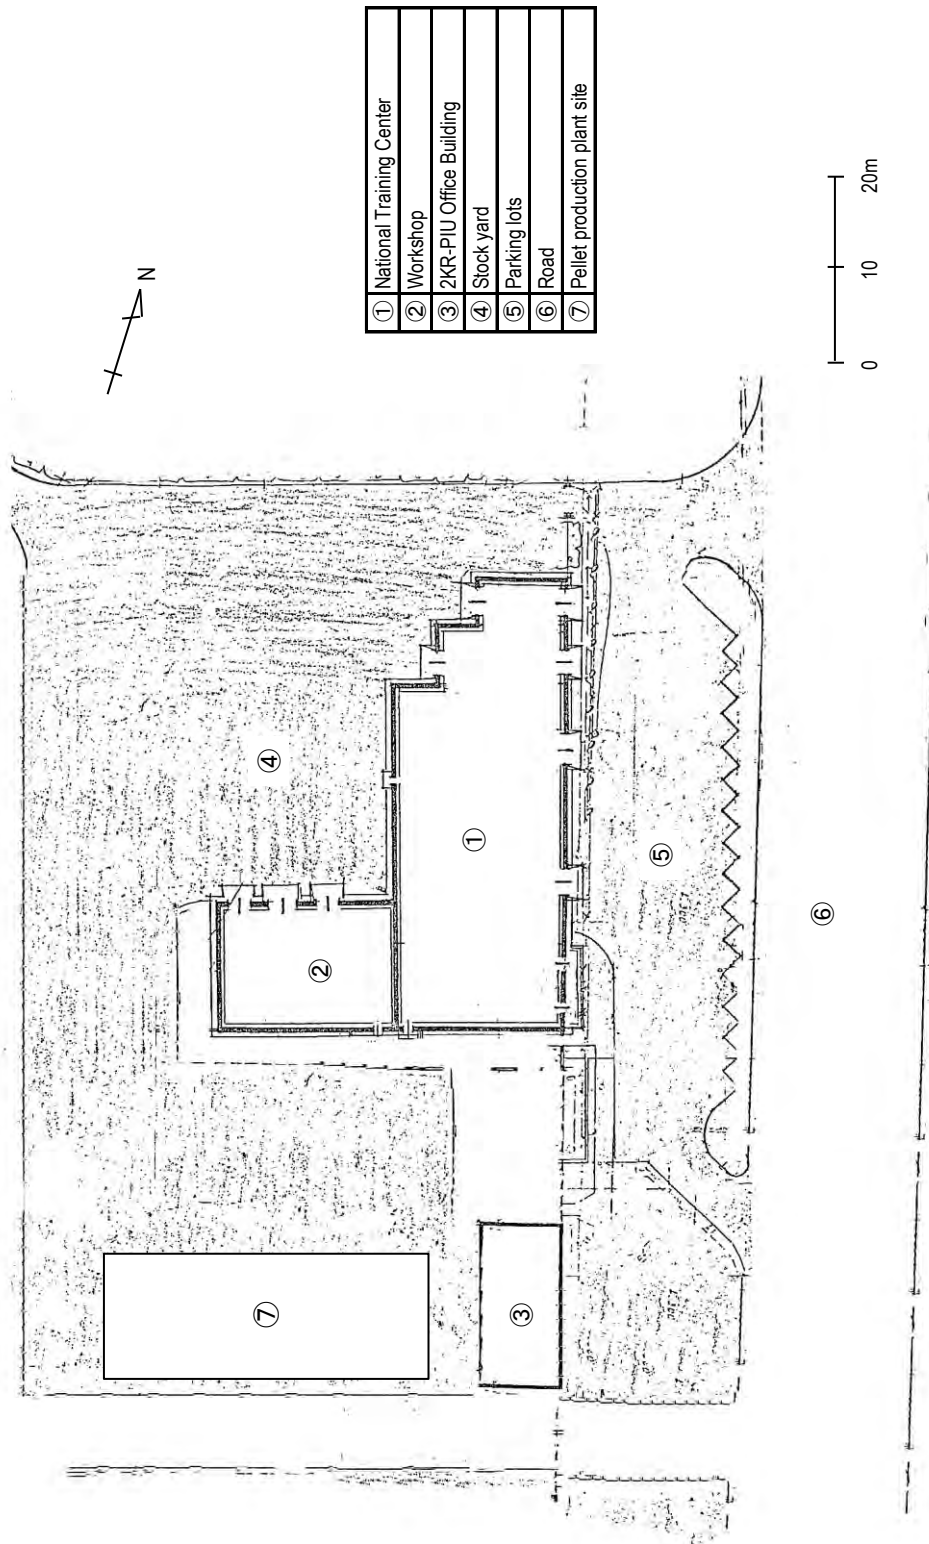 ① National Training Center
② Workshop
③ 2KR-PIU Office Building
④ Stock yard
⑤ Parking lots
⑥ Road
⑦ Pellet production plant site
N
0 10 20m
①
②
③
④
⑤
⑥
⑦